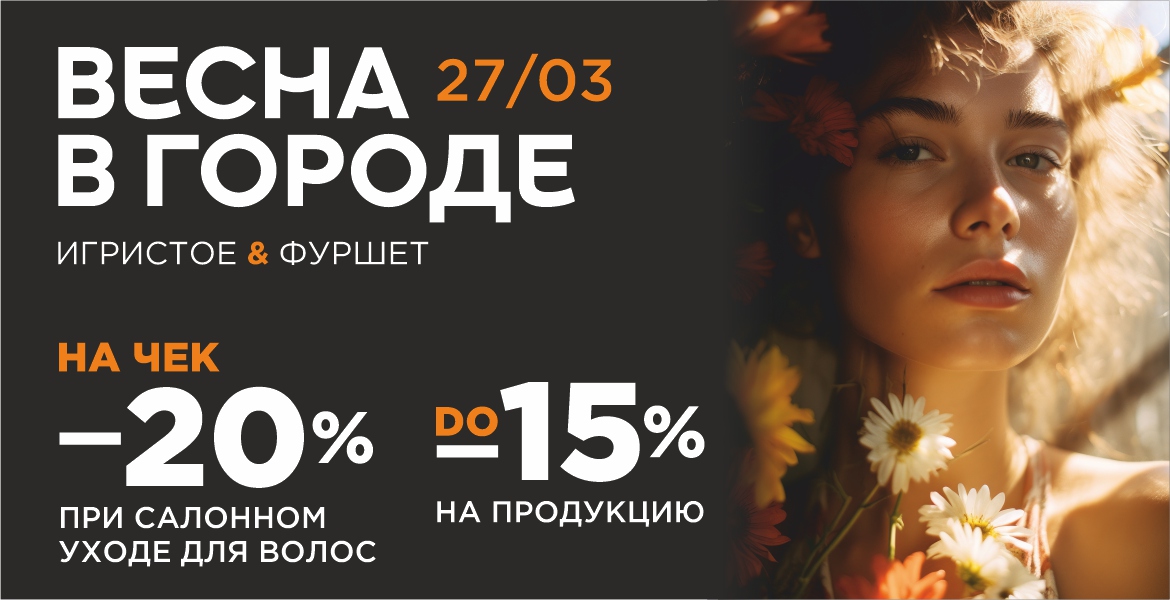 ВЕСНА 27/03
В ГОРОДЕ
ИГРИСТОЕ & ФУРШЕТ
НА ЧЕК
–20%
ПРИ САЛОННОМ
УХОДЕ ДЛЯ ВОЛОС
DO –15%
НА ПРОДУКЦИЮ